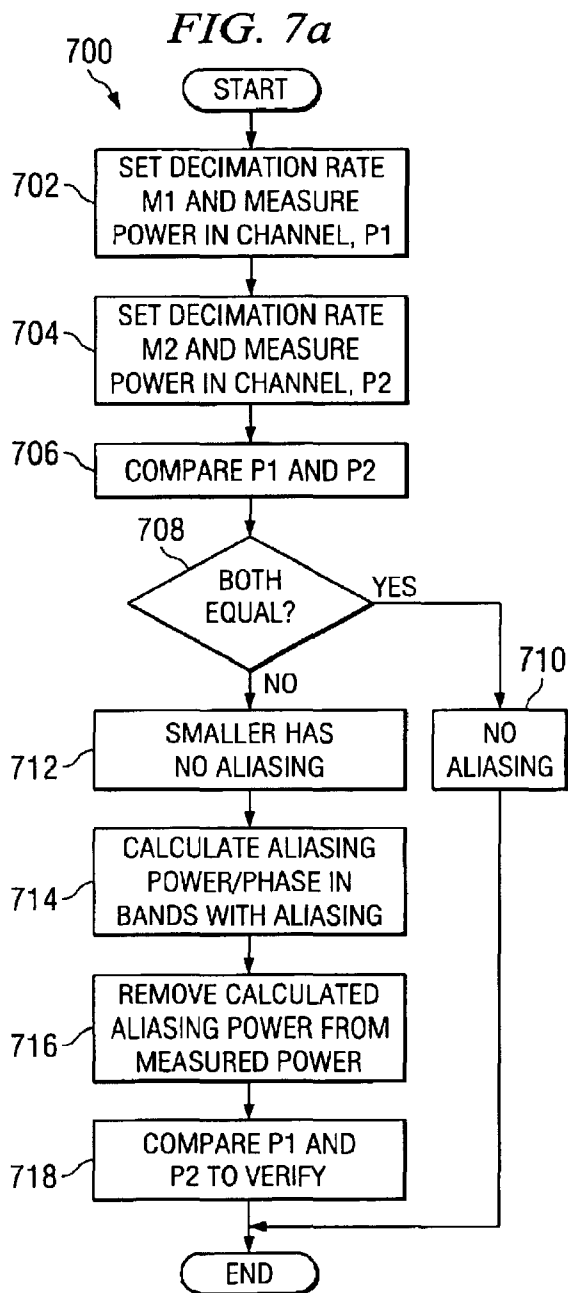 FIG. 7a
700
START
702
SET DECIMATION RATE
M1 AND MEASURE
POWER IN CHANNEL, P1
704
SET DECIMATION RATE
M2 AND MEASURE
POWER IN CHANNEL, P2
706
COMPARE P1 AND P2
708
BOTH
EQUAL?
YES
NO
710
NO
ALIASING
712
SMALLER HAS
NO ALIASING
714
CALCULATE ALIASING
POWER/PHASE IN
BANDS WITH ALIASING
716
REMOVE CALCULATED
ALIASING POWER FROM
MEASURED POWER
718
COMPARE P1 AND
P2 TO VERIFY
END